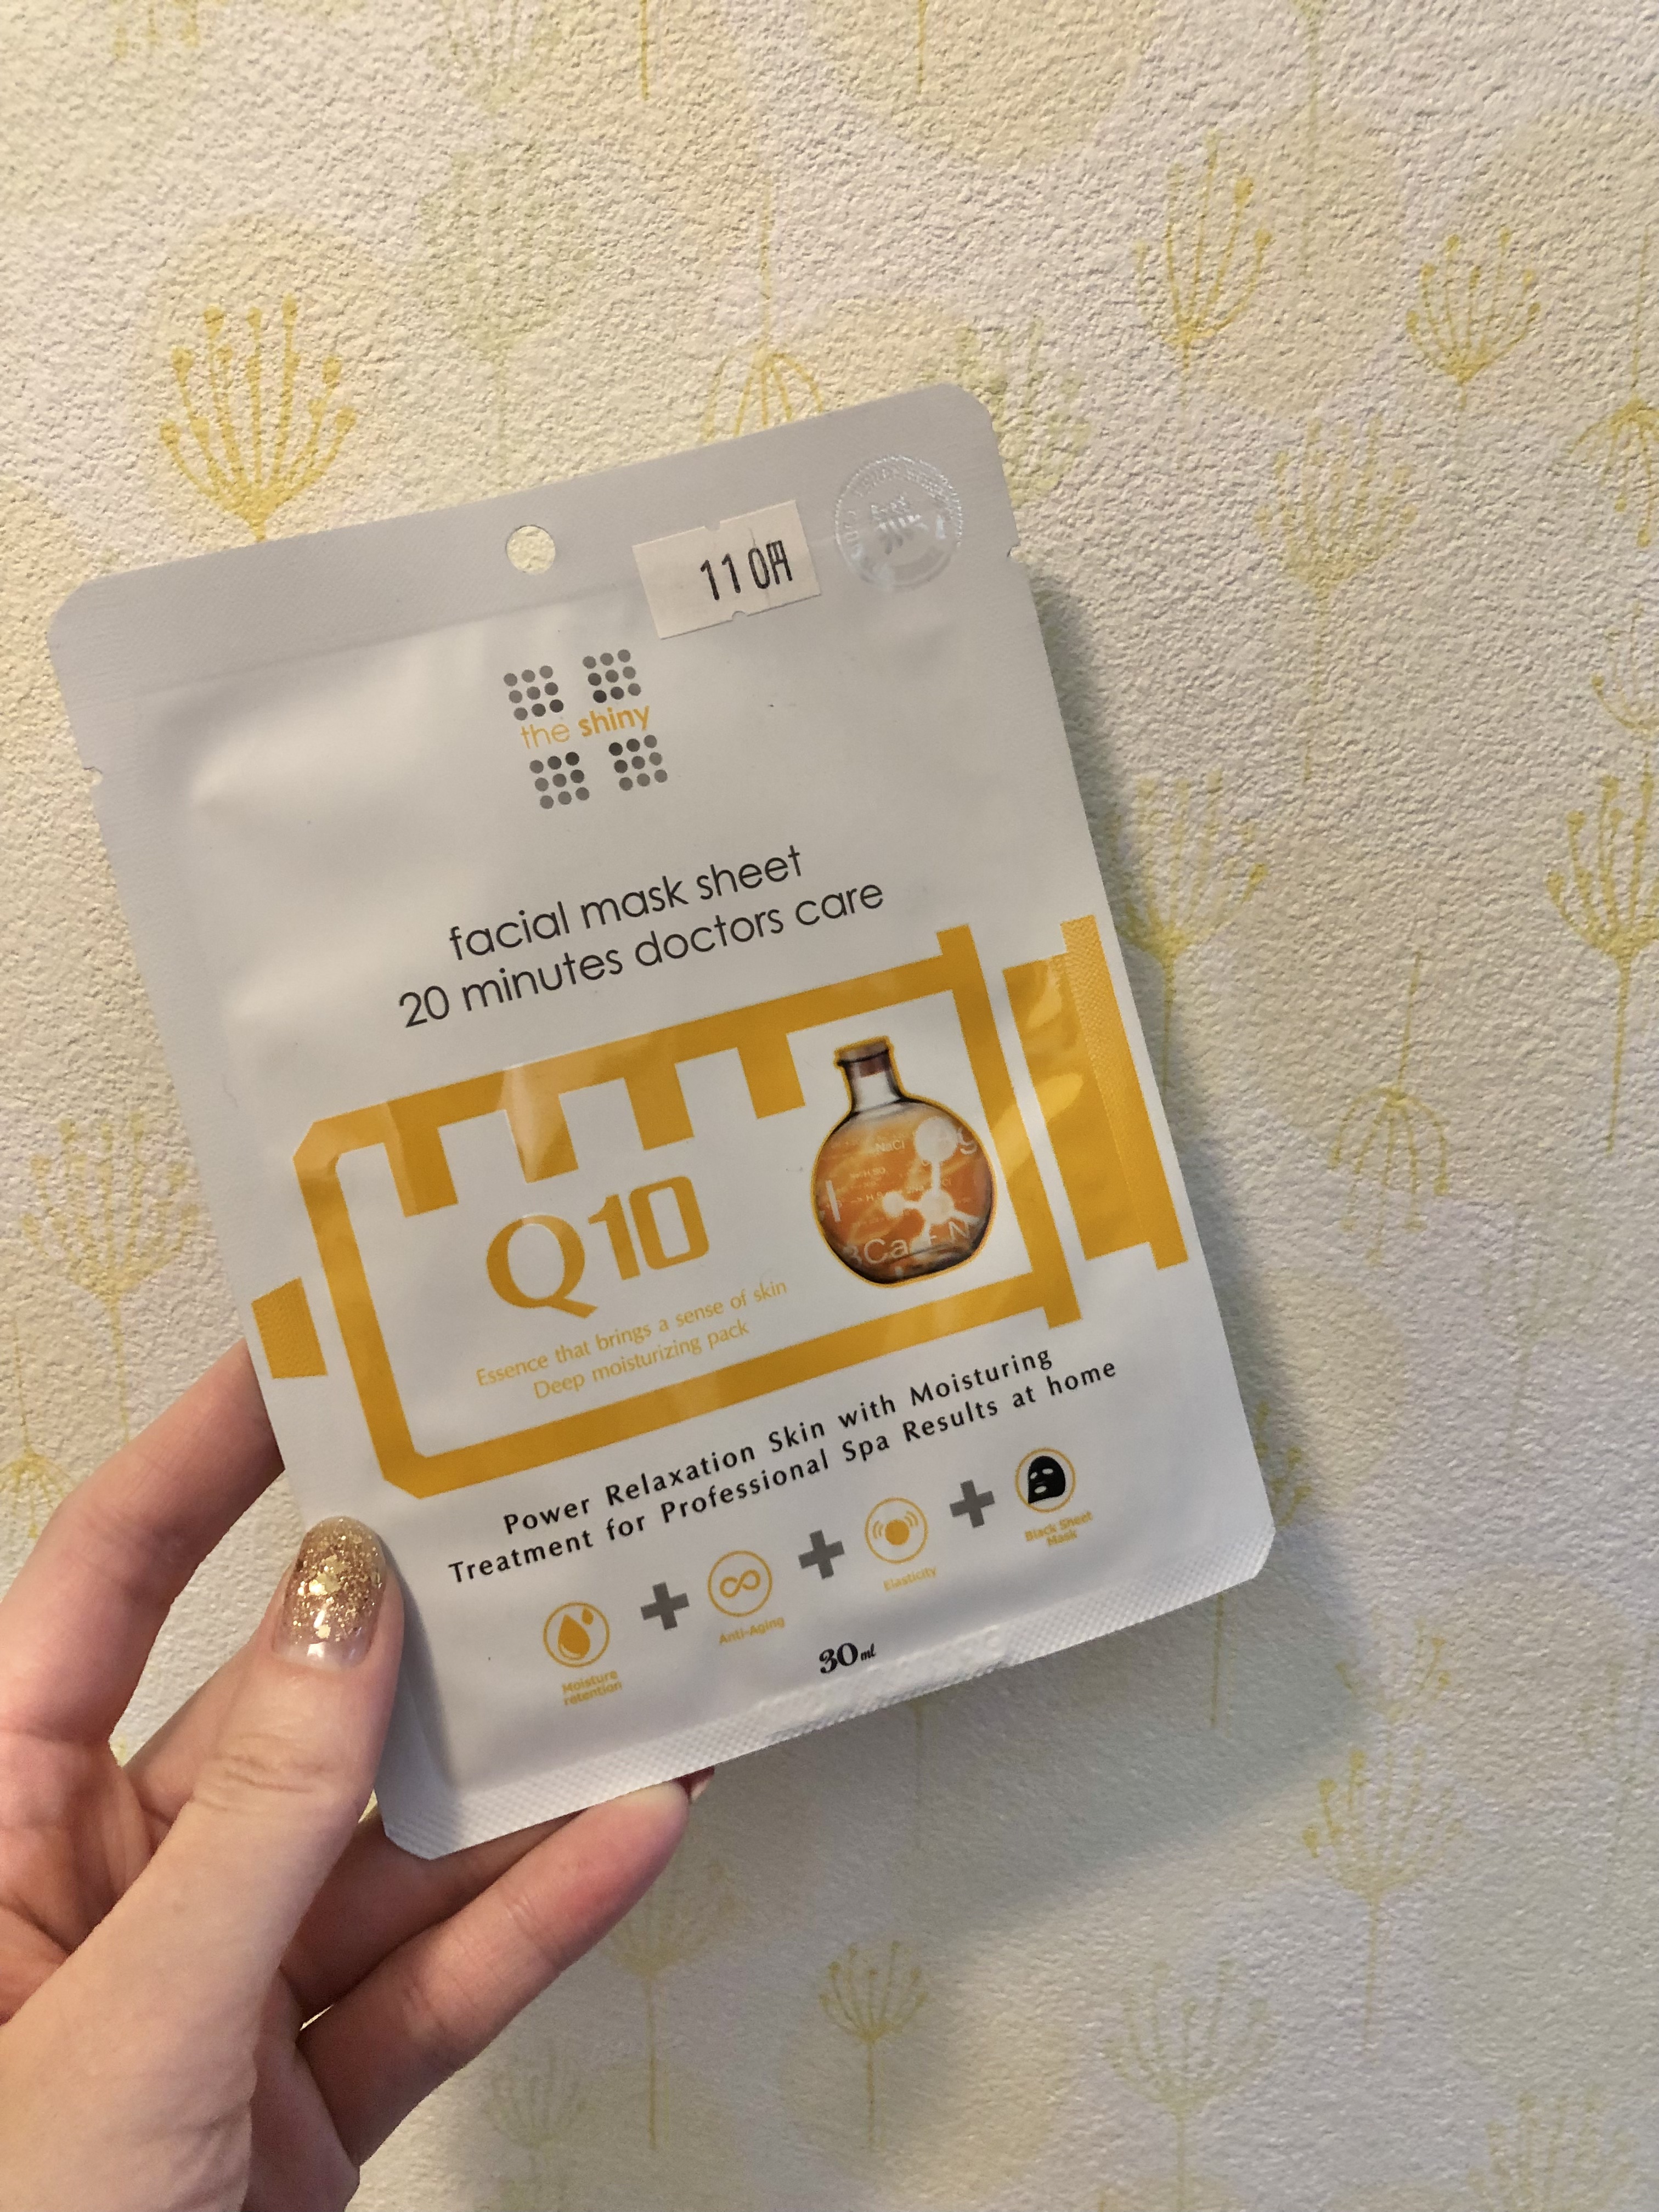 110円
the shiny
facial mask sheet
20 minutes doctors care
Q10
NaCl
Essence that brings a sense of skin
Deep moisturizing pack
Power Relaxation Skin with Moisturing
Treatment for Professional Spa Results at home
Moisture
retention
Anti-Aging
Elasticity
Black Sheet
Mask
30ml